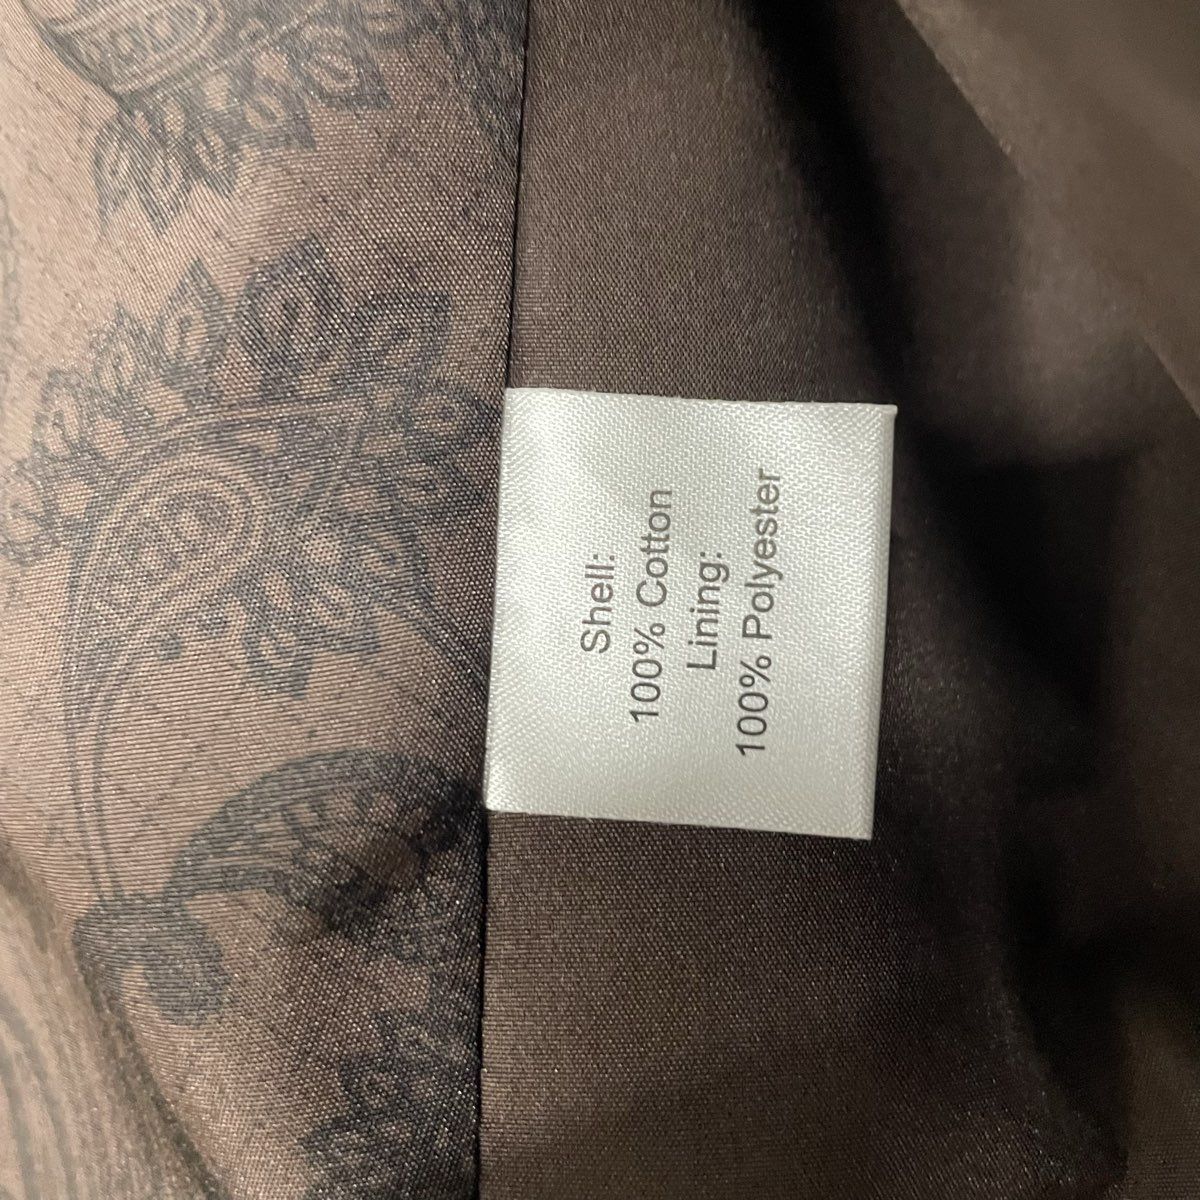 Shell:
100% Cotton
Lining:
100% Polyester